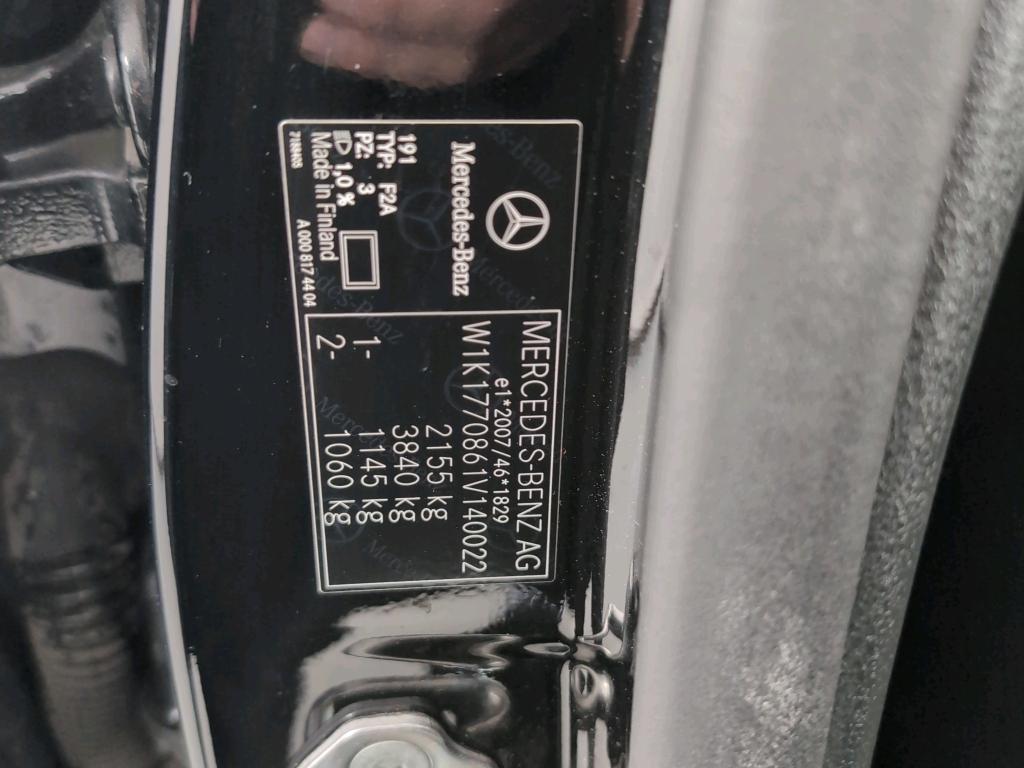 Mercedes-Benz
191
TYP: F2A
PZ: 3
1,0 %
Made in Finland
A 000 817 44 04
MERCEDES-BENZ AG
e1*2007/46*1829
W1K1770861V140022
2155 kg
3840 kg
1- 1145 kg
2- 1060 kg